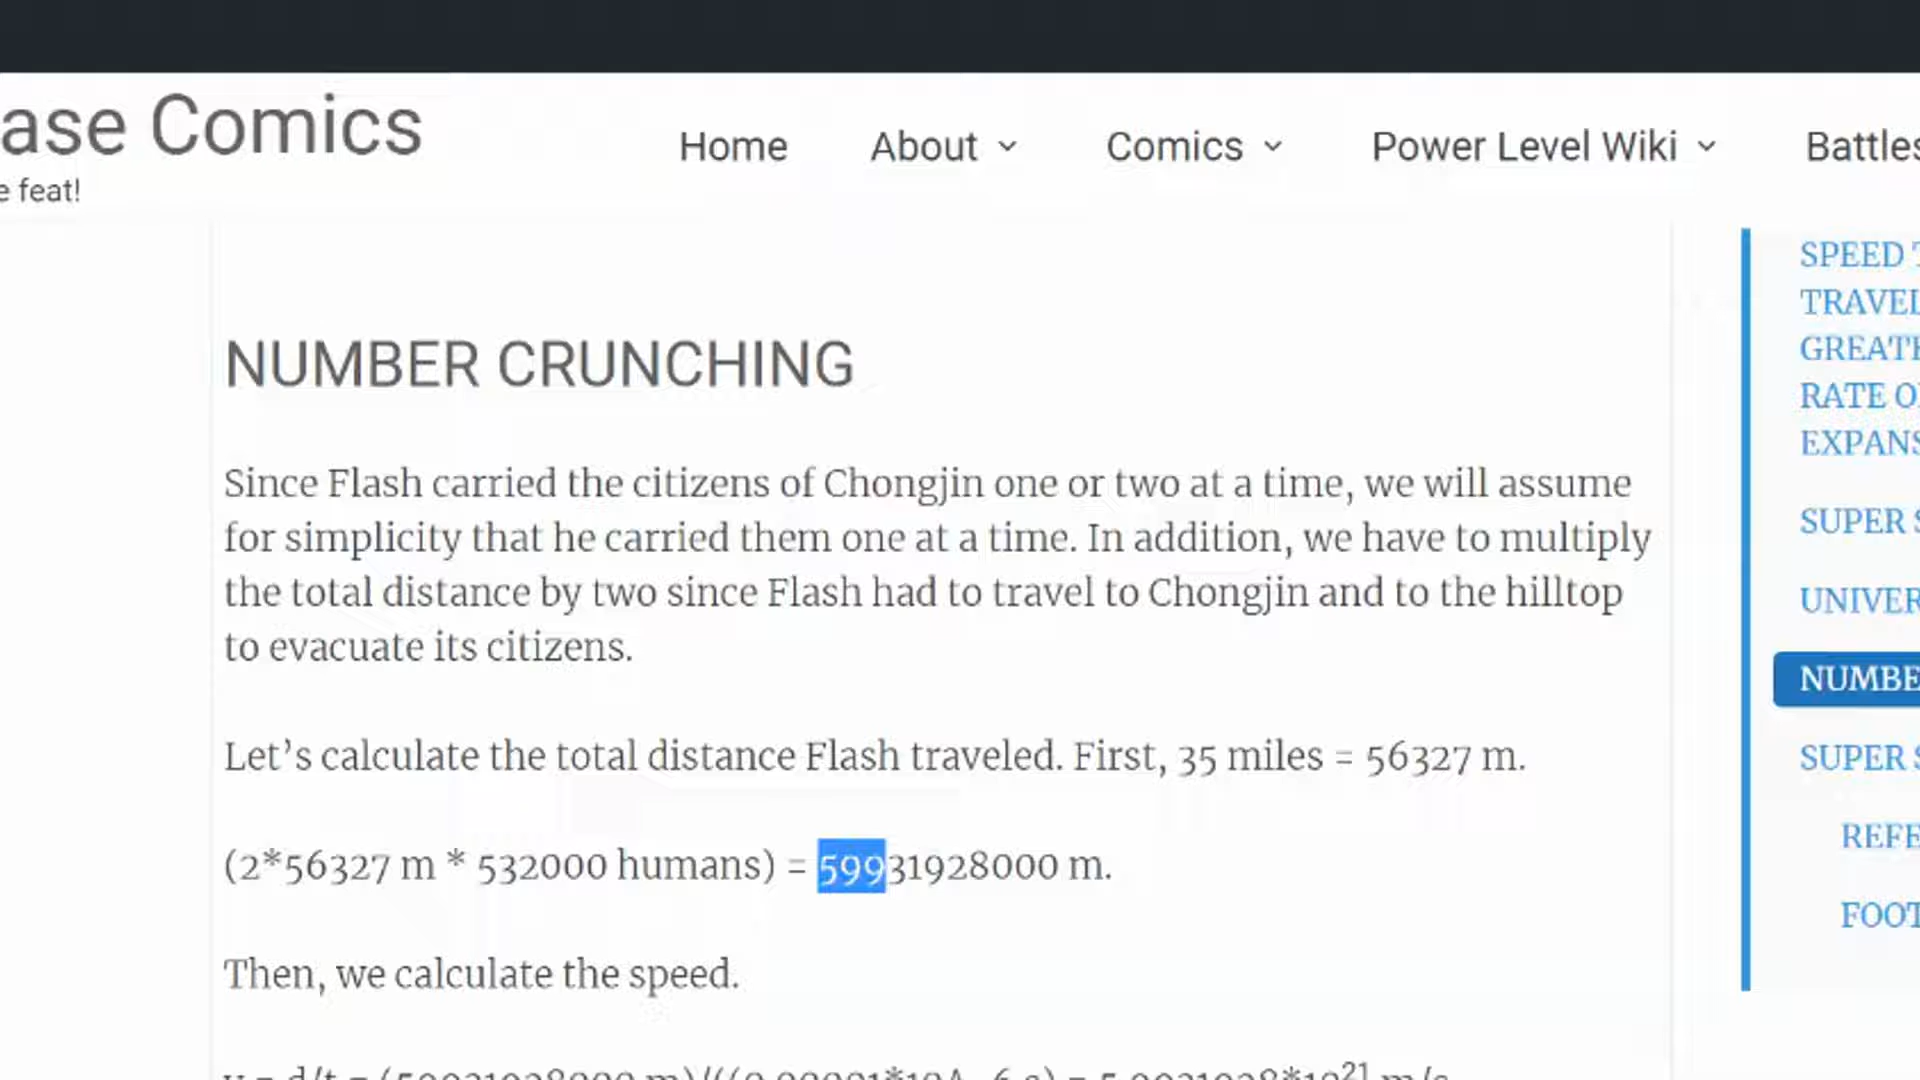 ase Comics
e feat!
Home About Comics Power Level Wiki Battles
NUMBER CRUNCHING
Since Flash carried the citizens of Chongjin one or two at a time, we will assume
for simplicity that he carried them one at a time. In addition, we have to multiply
the total distance by two since Flash had to travel to Chongjin and to the hilltop
to evacuate its citizens.
Let’s calculate the total distance Flash traveled. First, 35 miles = 56327 m.
(2*56327 m * 532000 humans) = 59931928000 m.
Then, we calculate the speed.
SPEED T
TRAVEL
GREATE
RATE O
EXPANS
SUPER S
UNIVER
NUMBE
SUPER S
REFE
FOOT